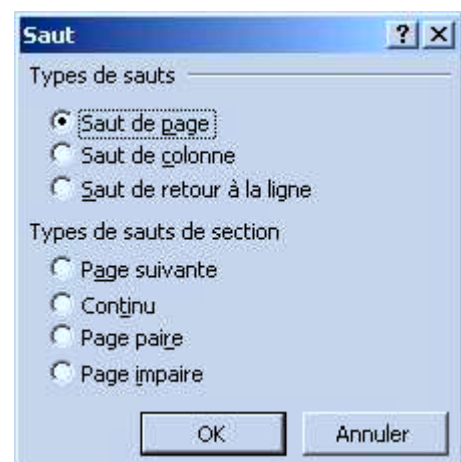 Saut
Types de sauts
Saut de page
Saut de colonne
Saut de retour à la ligne
Types de sauts de section
Page suivante
Continu
Page paire
Page impaire
OK Annuler